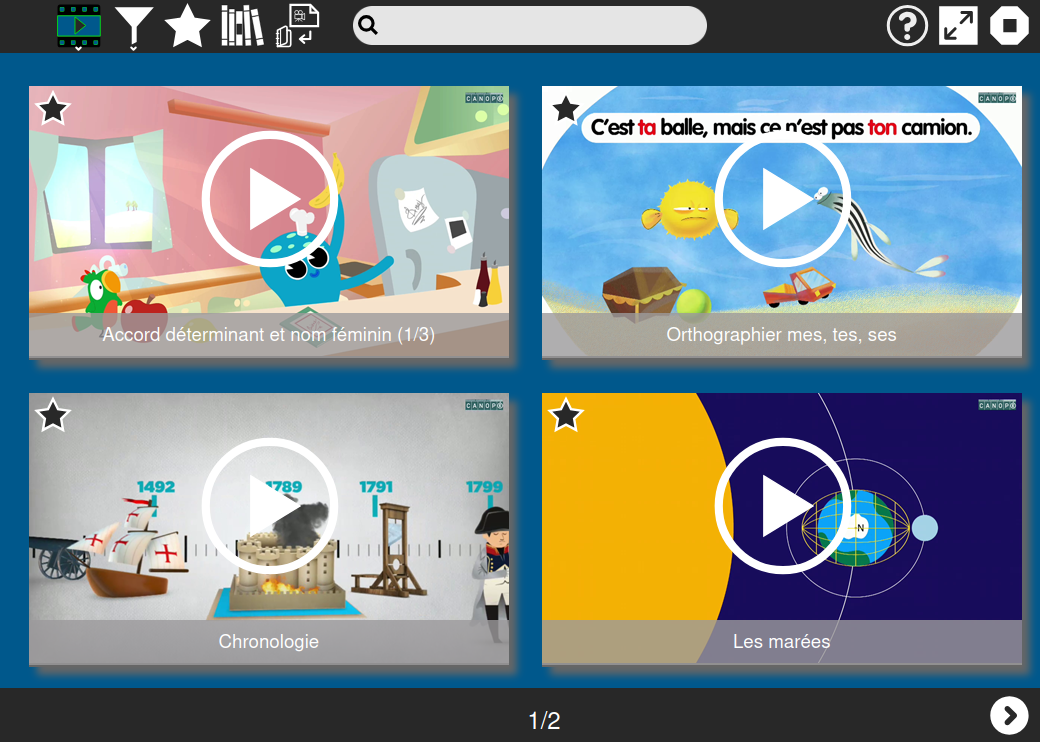 CANOPÉ
Accord déterminant et nom féminin (1/3)
CANOPÉ
C'est ta balle, mais ce n'est pas ton camion.
Orthographier mes, tes, ses
CANOPÉ
1492
1789
1791
1799
Chronologie
CANOPÉ
N
Les marées
1/2